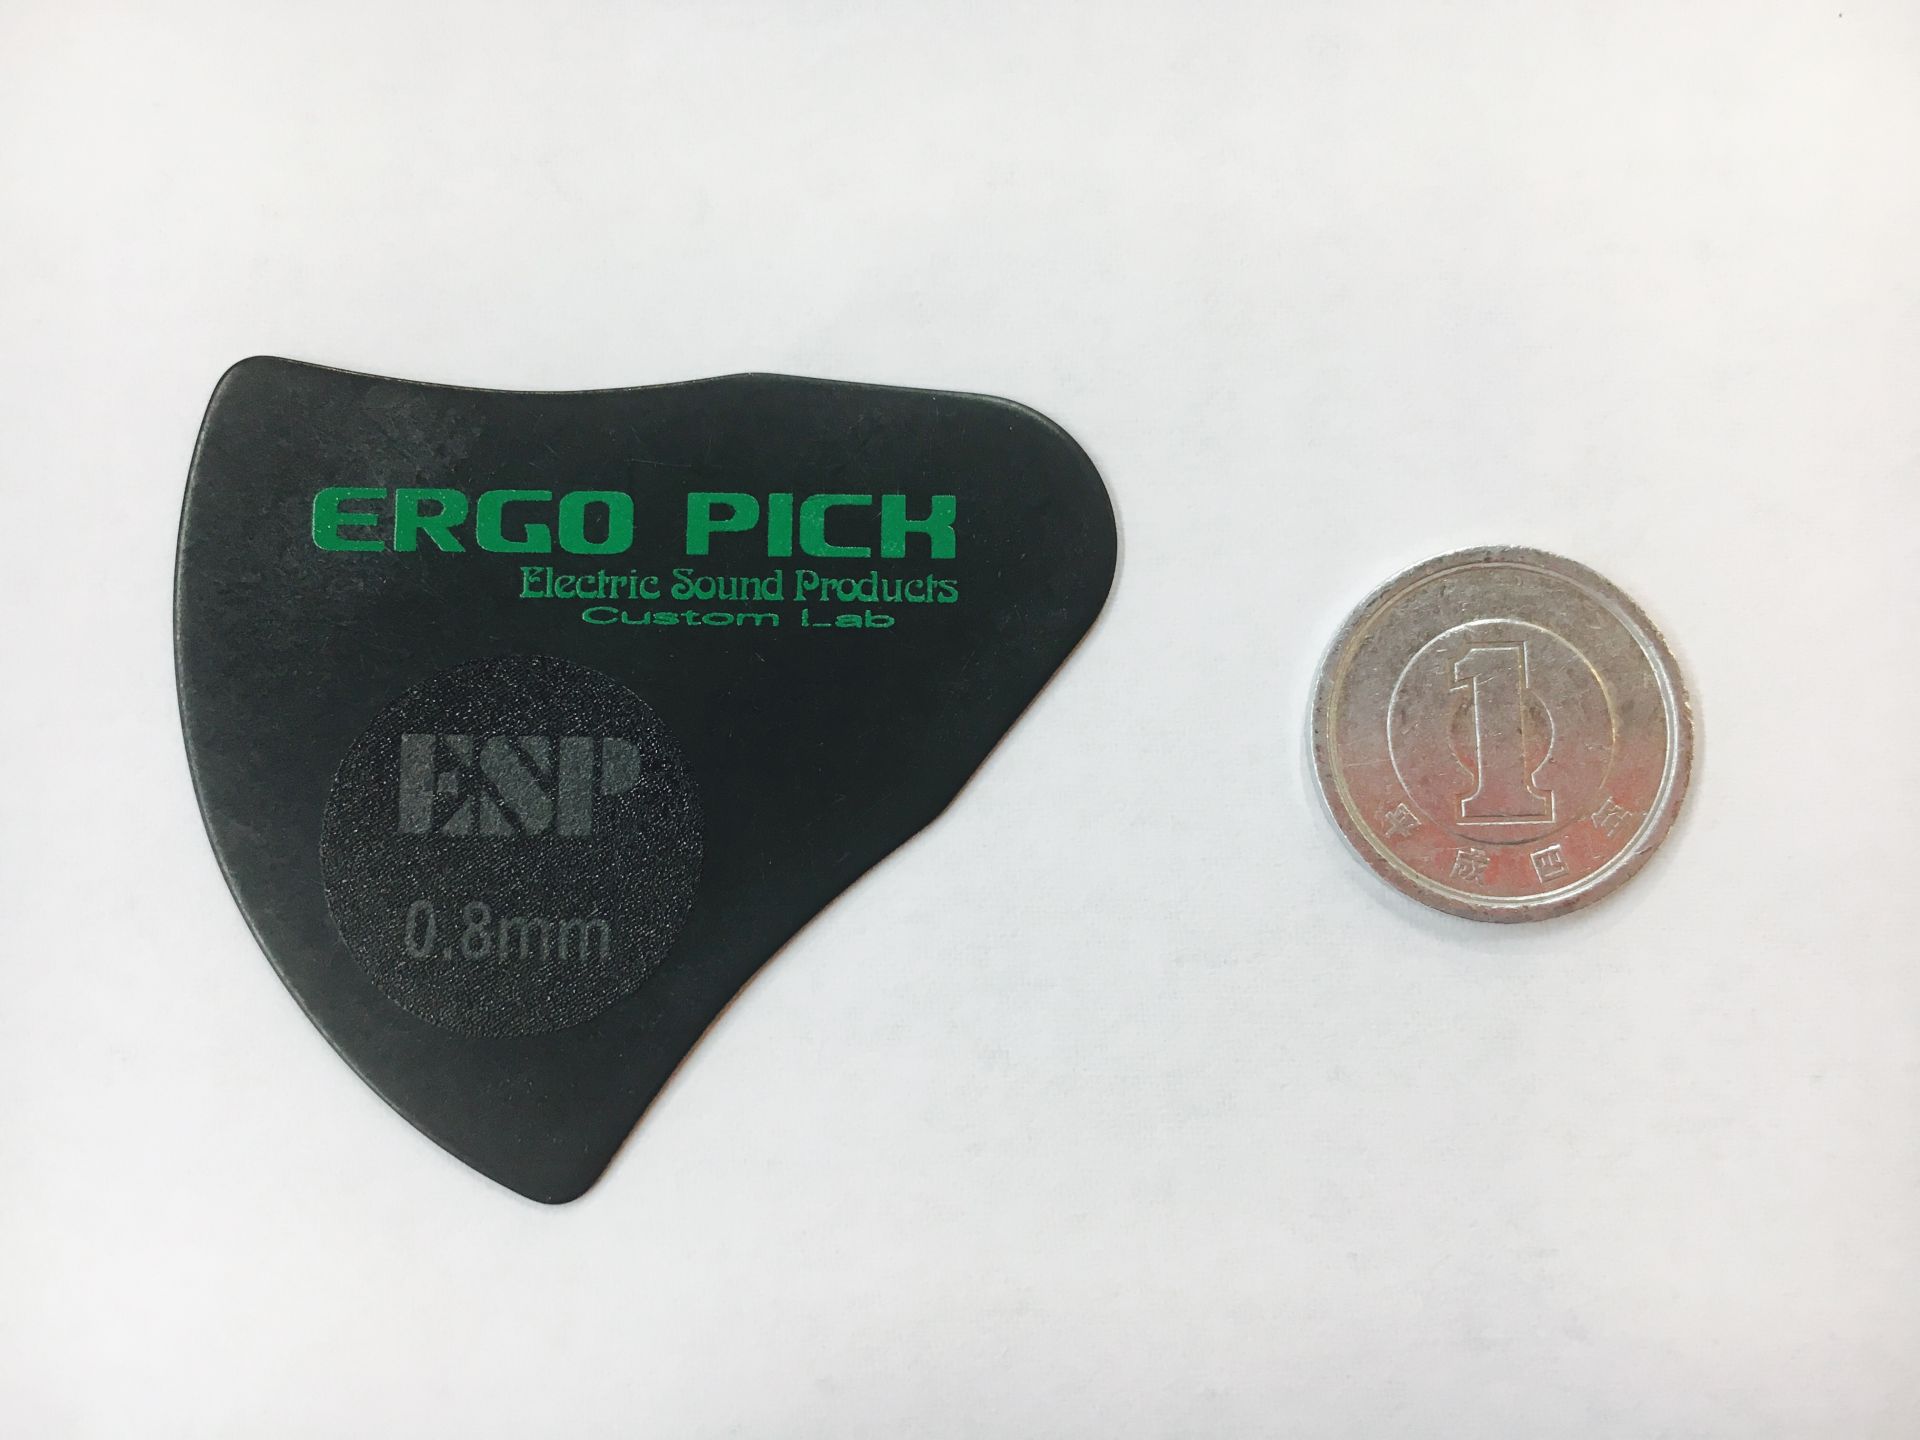 ERGO PICK
Electric Sound Products
Custom Lab
ESP
0.8mm
1
平成四年